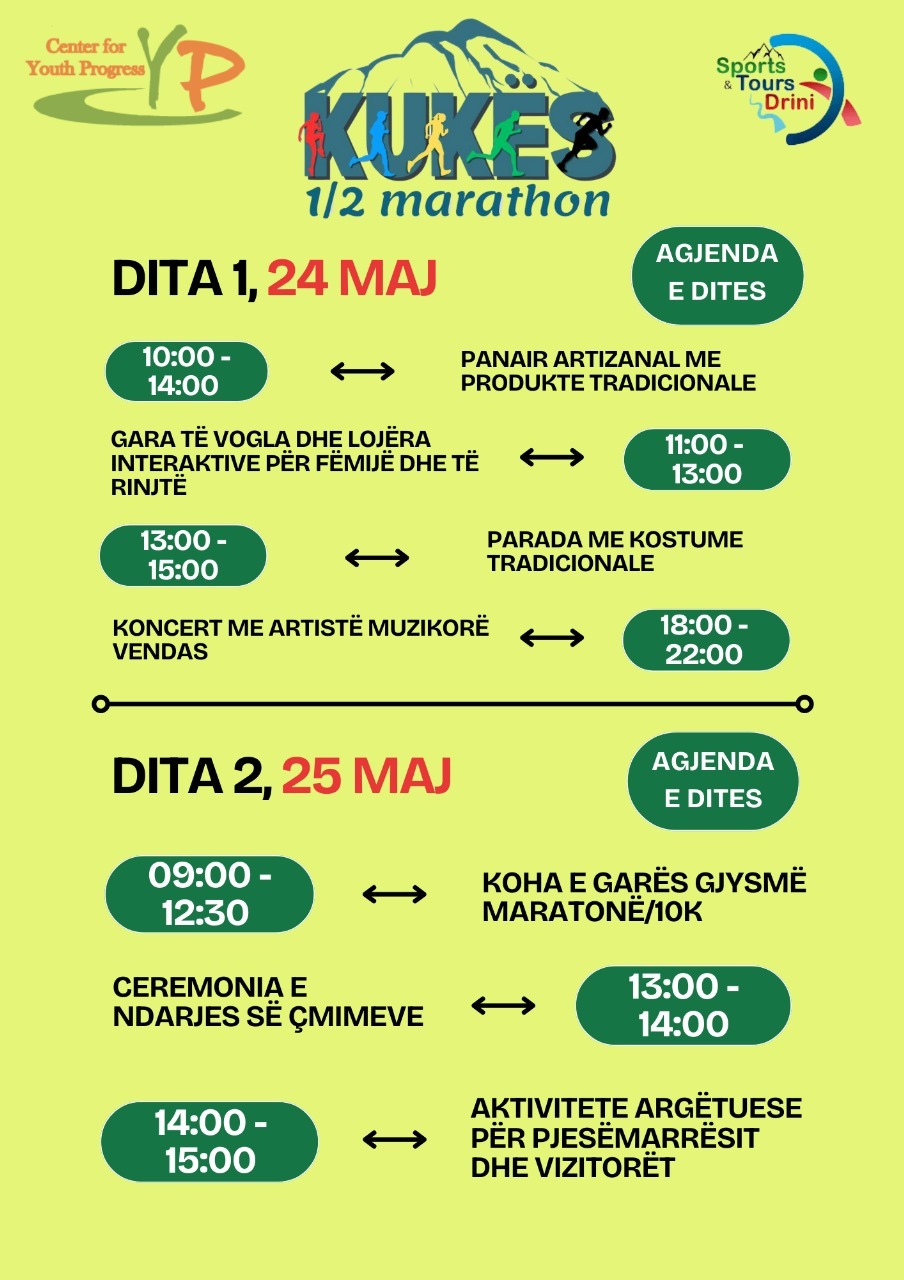 Center for
Youth Progress
YP
KUKËS
1/2 marathon
Sports
& Tours
Drini
DITA 1, 24 MAJ
AGJENDA
E DITES
10:00 -
14:00
PANAIR ARTIZANAL ME
PRODUKTE TRADICIONALE
GARA TË VOGLA DHE LOJËRA
INTERAKTIVE PËR FËMIJË DHE TË
RINJTË
11:00 -
13:00
13:00 -
15:00
PARADA ME KOSTUME
TRADICIONALE
KONCERT ME ARTISTË MUZIKORË
VENDAS
18:00 -
22:00
DITA 2, 25 MAJ
AGJENDA
E DITES
09:00 -
12:30
KOHA E GARËS GJYSMË
MARATONË/10K
CEREMONIA E
NDARJES SË ÇMIMEVE
13:00 -
14:00
14:00 -
15:00
AKTIVITETE ARGËTUESE
PËR PJESËMARRËSIT
DHE VIZITORËT